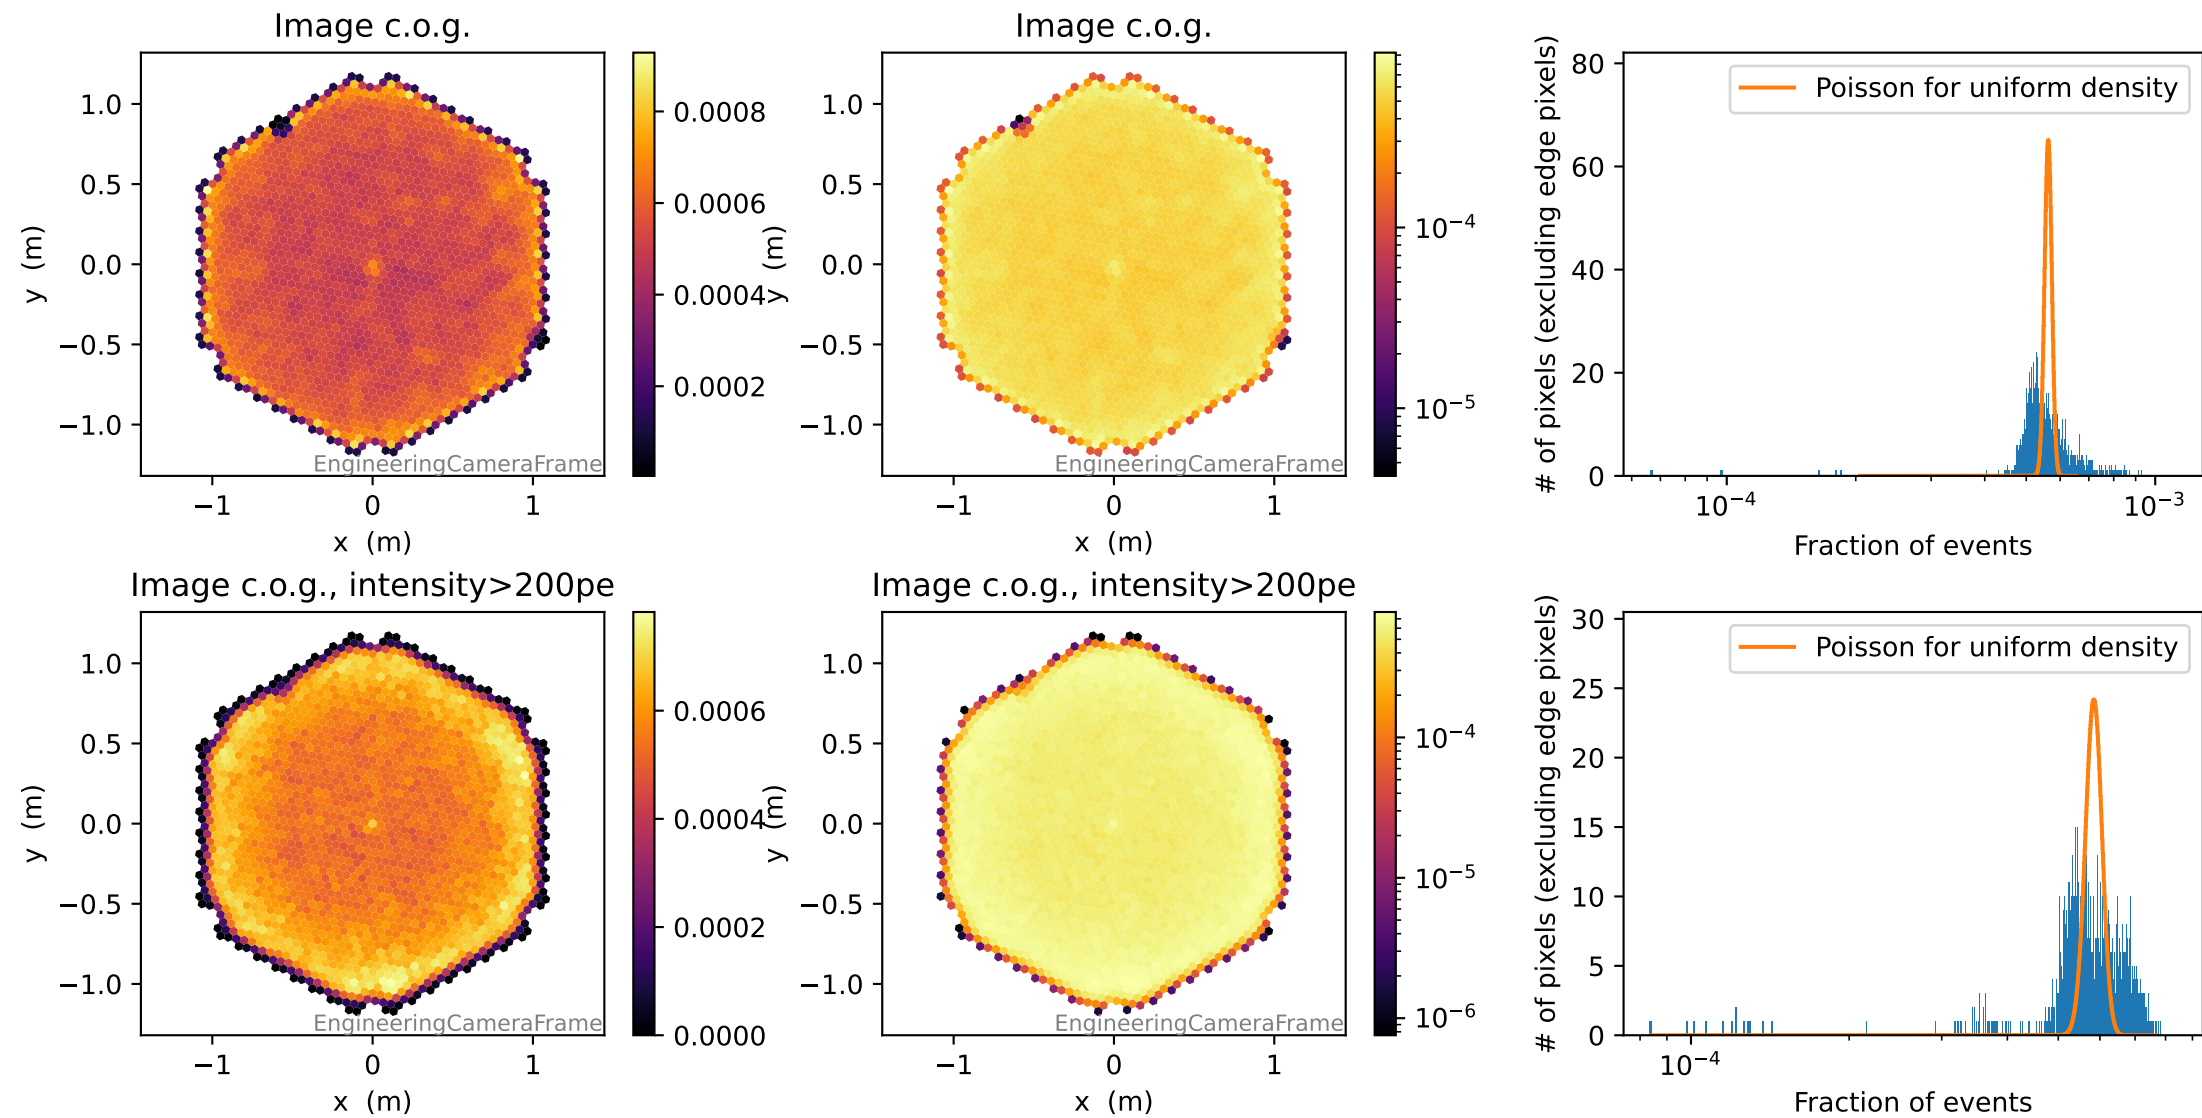 Image c.o.g.
y (m)
1.0
0.5
0.0
−0.5
−1.0
−1
0
1
x (m)
EngineeringCameraFrame
0.0008
0.0006
0.0004
0.0002
Image c.o.g.
y (m)
1.0
0.5
0.0
−0.5
−1.0
−1
0
1
x (m)
EngineeringCameraFrame
10⁻⁴
10⁻⁵
# of pixels (excluding edge pixels)
80
60
40
20
0
Poisson for uniform density
10⁻⁴
10⁻³
Fraction of events
Image c.o.g., intensity>200pe
y (m)
1.0
0.5
0.0
−0.5
−1.0
−1
0
1
x (m)
EngineeringCameraFrame
0.0006
0.0004
0.0002
0.0000
Image c.o.g., intensity>200pe
y (m)
1.0
0.5
0.0
−0.5
−1.0
−1
0
1
x (m)
EngineeringCameraFrame
10⁻⁴
10⁻⁵
10⁻⁶
# of pixels (excluding edge pixels)
30
25
20
15
10
5
0
Poisson for uniform density
10⁻⁴
Fraction of events